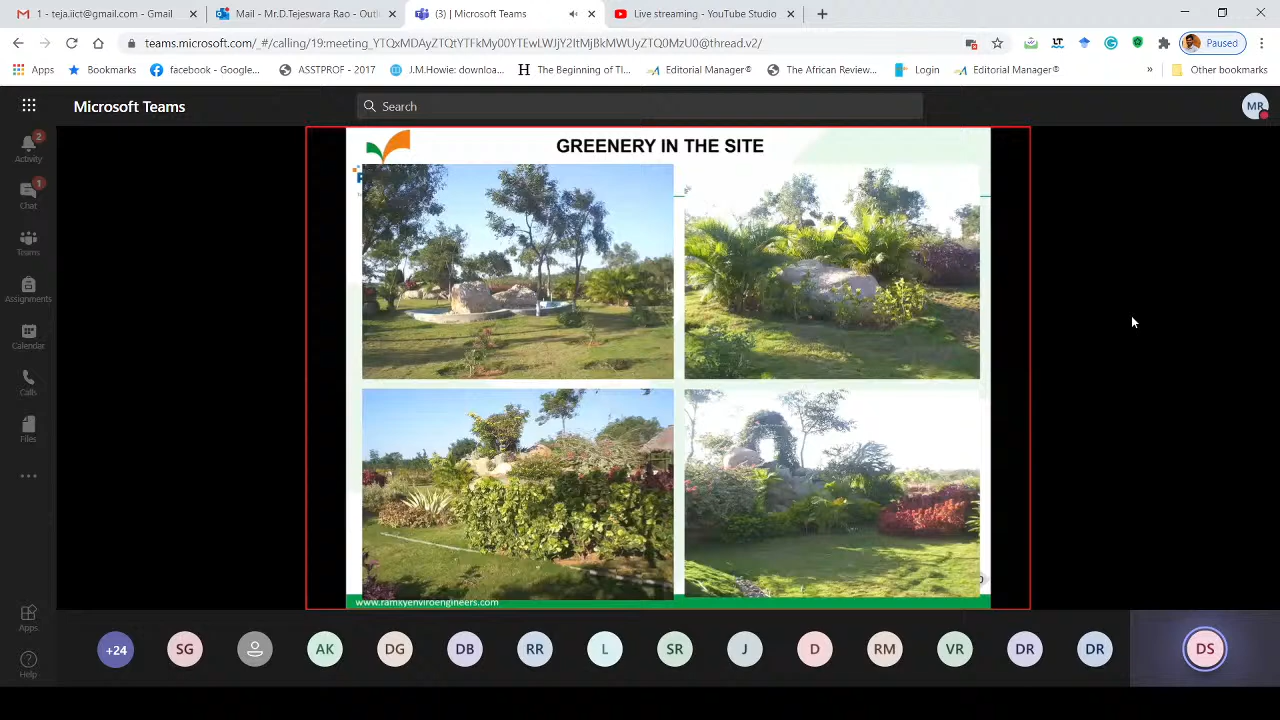 1 - teja.iict@gmail.com - Gmail
Mail - Mr.D.Tejeswara Rao - Outl
(3) | Microsoft Teams
Live streaming - YouTube Studio
teams.microsoft.com/_#/calling/19:meeting_
@thread.v2/
Paused
Apps
Bookmarks
facebook - Google...
ASSTPROF - 2017
J.M.Howie: downloa...
The Beginning of Ti...
Editorial Manager®
The African Review...
Login
Editorial Manager®
»
Other bookmarks
Microsoft Teams
Search
MR
2
Activity
1
Chat
Teams
Assignments
Calendar
Calls
Files
Apps
Help
GREENERY IN THE SITE
www.ramkyenviroengineers.com
+24
SG
AK
DG
DB
RR
L
SR
J
D
RM
VR
DR
DR
DS